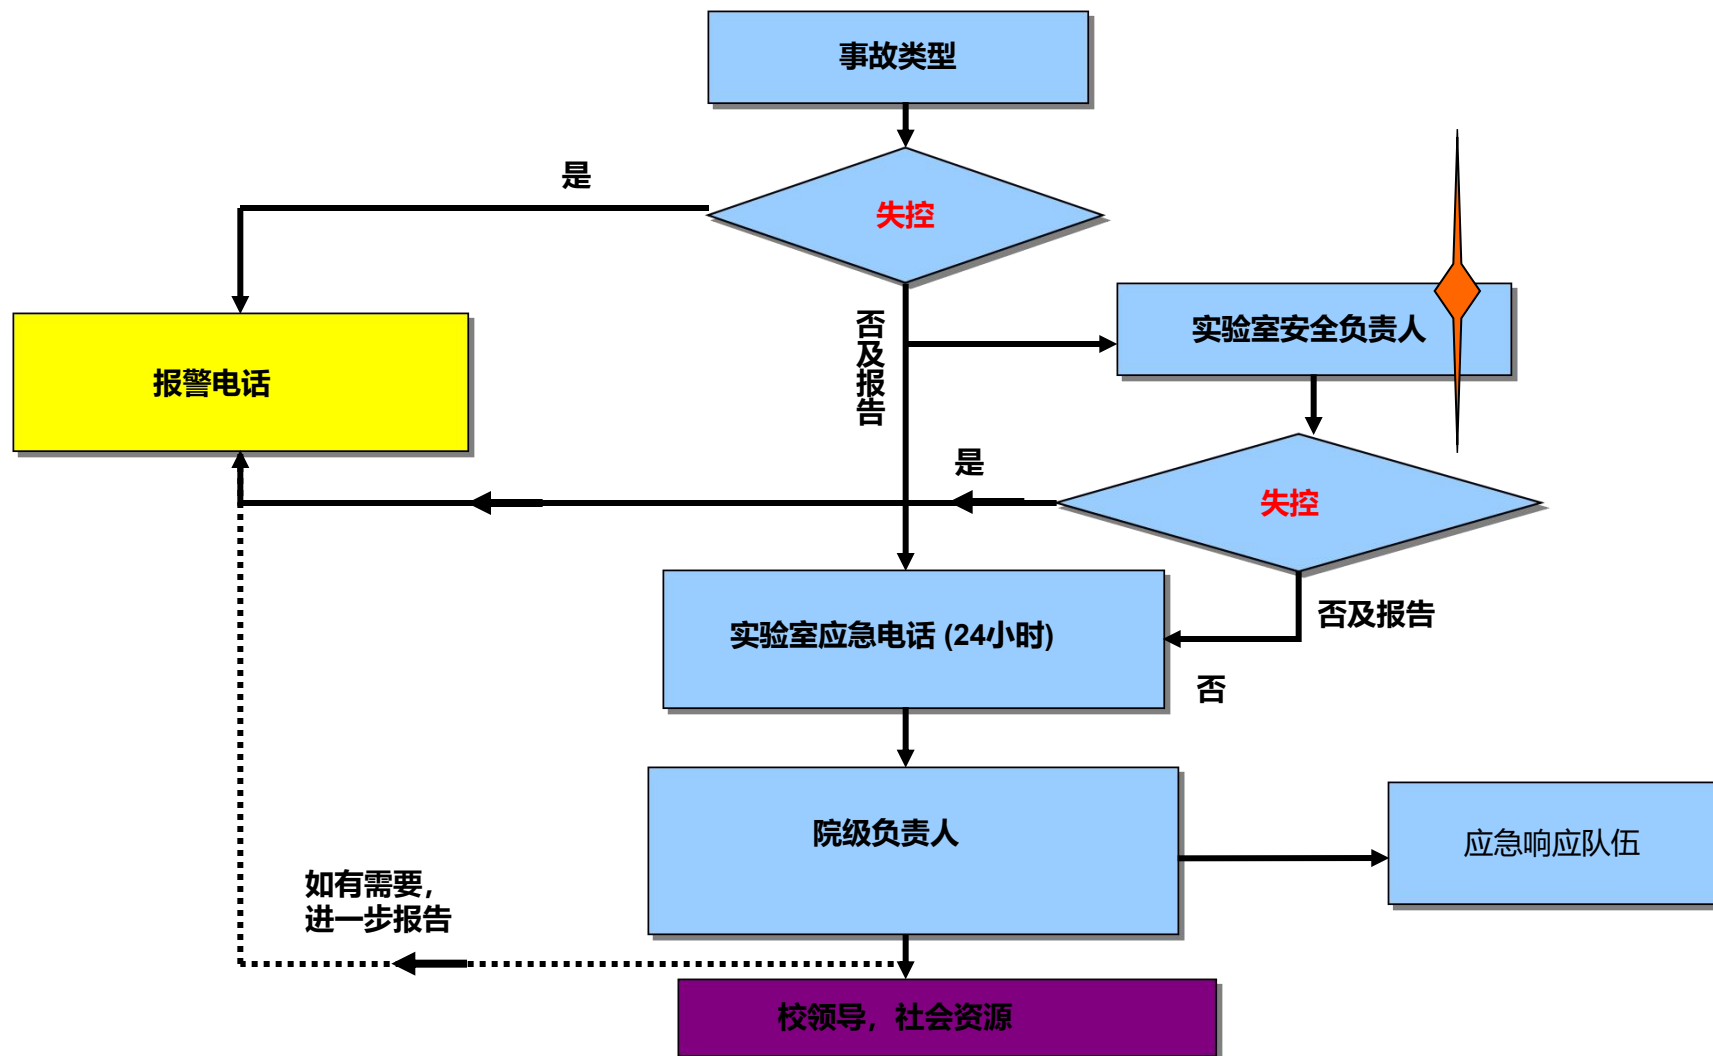 事故类型
是
失控
否及报告
实验室安全负责人
报警电话
是
失控
实验室应急电话 (24小时)
否及报告
否
院级负责人
应急响应队伍
如有需要，
进一步报告
校领导，社会资源